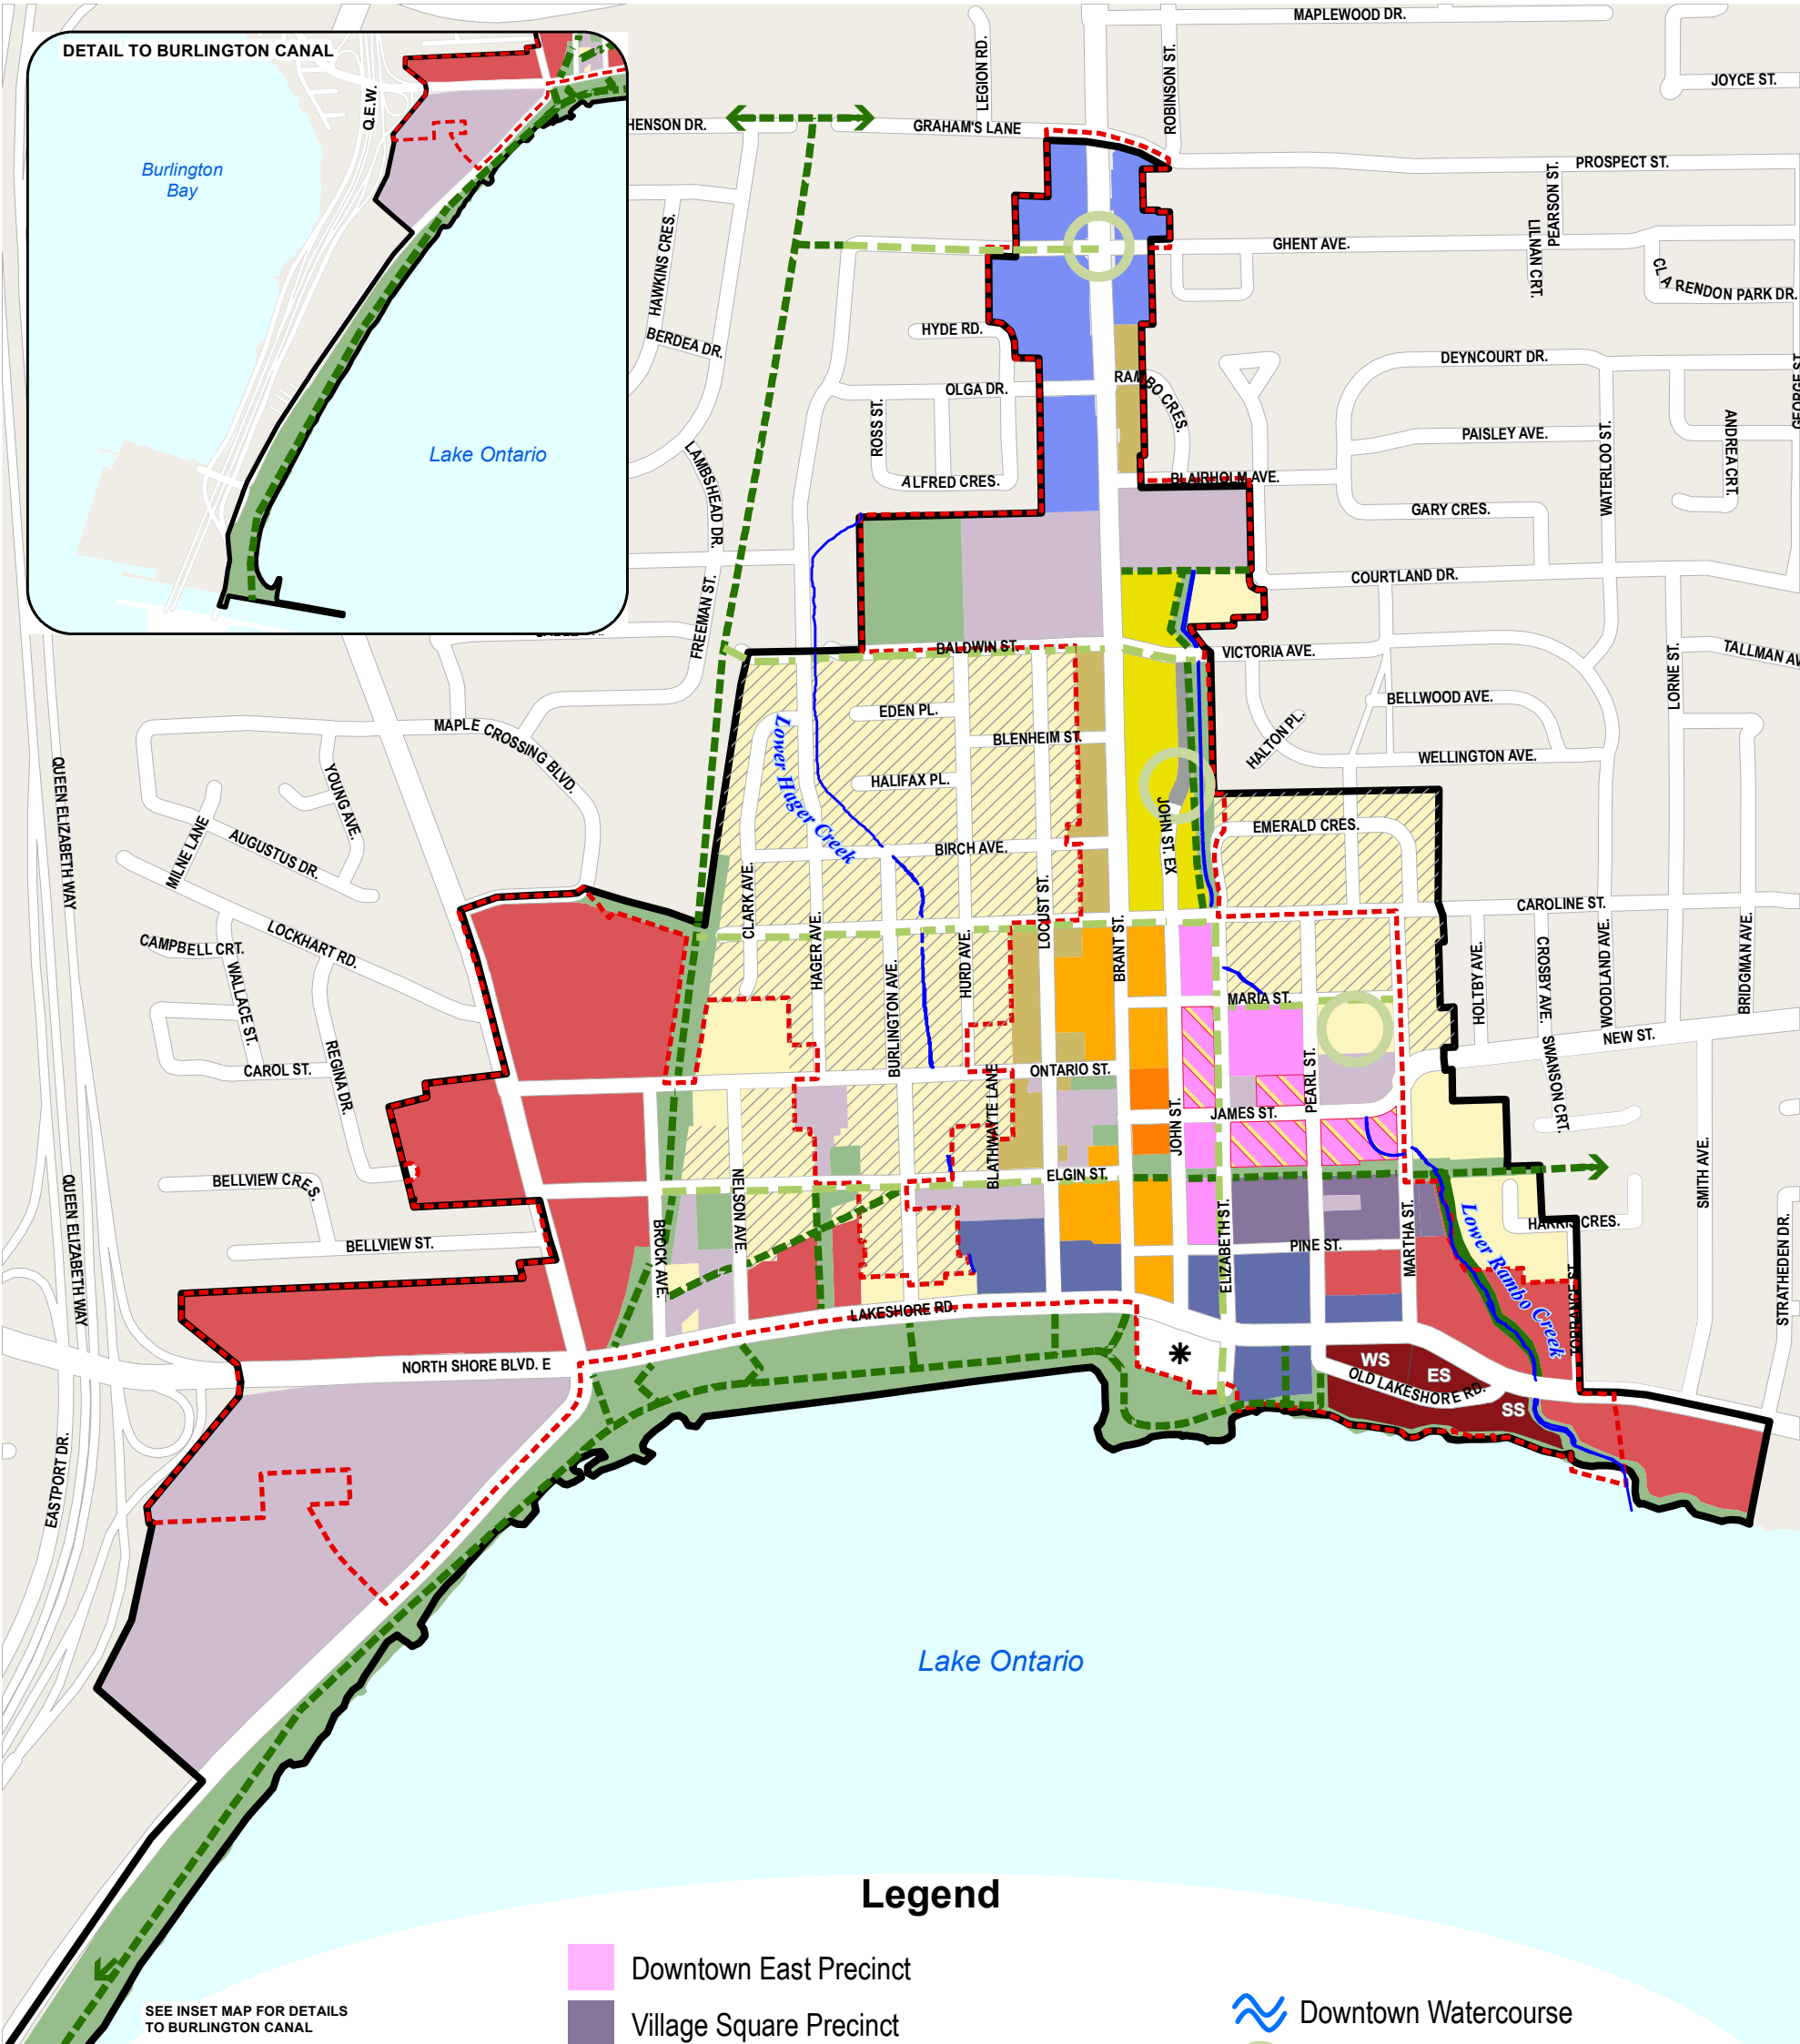 DETAIL TO BURLINGTON CANAL
Q.E.W.
Burlington
Bay
Lake Ontario
MAPLEWOOD DR.
LEGION RD.
ROBINSON ST.
JOYCE ST.
HENSON DR.
GRAHAM'S LANE
PROSPECT ST.
PEARSON ST.
LILNAN CRT.
GHENT AVE.
HAWKINS CRES.
CLARENDON PARK DR.
HYDE RD.
BERDEA DR.
DEYNCOURT DR.
GEORGE ST
OLGA DR.
RAMBO CRES.
ROSS ST.
PAISLEY AVE.
WATERLOO ST.
ANDREA CRT.
LAMBSHEAD DR.
ALFRED CRES.
BLAIRHOLM AVE.
GARY CRES.
FREEMAN ST.
COURTLAND DR.
BALDWIN ST.
VICTORIA AVE.
LORNE ST.
TALLMAN AV
MAPLE CROSSING BLVD.
EDEN PL.
BELLWOOD AVE.
Lower Hager Creek
BLENHEIM ST.
HALTON PL.
WELLINGTON AVE.
QUEEN ELIZABETH WAY
YOUNG AVE.
HALIFAX PL.
JOHN ST. EX
EMERALD CRES.
MILNE LANE
AUGUSTUS DR.
BIRCH AVE.
CLARK AVE.
LOCUST ST.
CAROLINE ST.
HAGER AVE.
HURD AVE.
BRANT ST.
CAMPBELL CRT.
LOCKHART RD.
WALLACE ST.
BURLINGTON AVE.
MARIA ST.
HOLTBY AVE.
CROSBY AVE.
WOODLAND AVE.
BRIDGMAN AVE.
NEW ST.
CAROL ST.
REGINA DR.
ONTARIO ST.
PEARL ST.
SWANSON CRT.
BLATHWAYTE LANE
JOHN ST.
JAMES ST.
SMITH AVE.
BELLVIEW CRES.
NELSON AVE.
ELGIN ST.
QUEEN ELIZABETH WAY
BROCK AVE.
ELIZABETH ST.
MARTHA ST.
Lower Rambo Creek
HARRIS CRES.
BELLVIEW ST.
PINE ST.
STRATHEDEN DR.
TORRANCE ST.
LAKESHORE RD.
NORTH SHORE BLVD. E
WS
ES
OLD LAKESHORE RD.
SS
EASTPORT DR.
Lake Ontario
Legend
Downtown East Precinct
Village Square Precinct
Downtown Watercourse
SEE INSET MAP FOR DETAILS
TO BURLINGTON CANAL